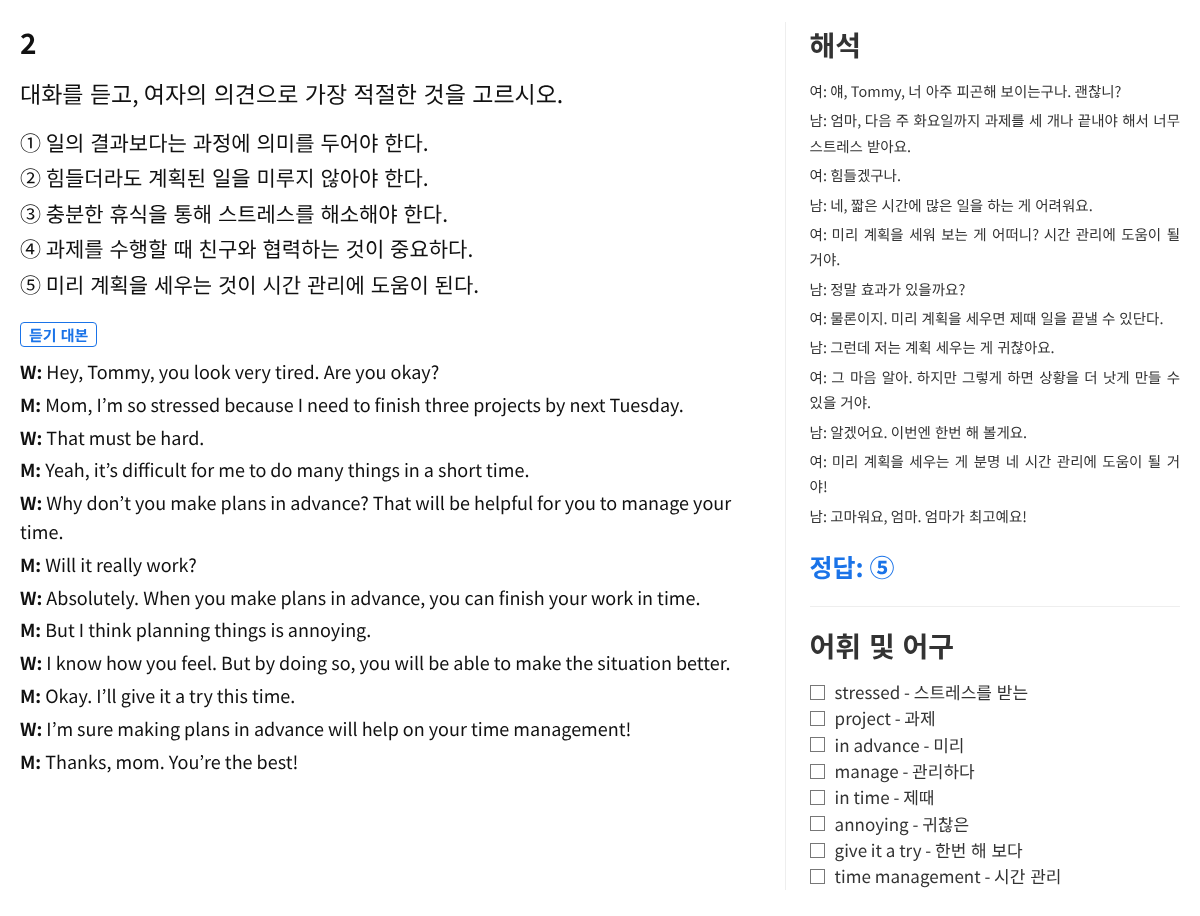 2
대화를 듣고, 여자의 의견으로 가장 적절한 것을 고르시오.
① 일의 결과보다는 과정에 의미를 두어야 한다.
② 힘들더라도 계획된 일을 미루지 않아야 한다.
③ 충분한 휴식을 통해 스트레스를 해소해야 한다.
④ 과제를 수행할 때 친구와 협력하는 것이 중요하다.
⑤ 미리 계획을 세우는 것이 시간 관리에 도움이 된다.
듣기 대본
W: Hey, Tommy, you look very tired. Are you okay?
M: Mom, I’m so stressed because I need to finish three projects by next Tuesday.
W: That must be hard.
M: Yeah, it’s difficult for me to do many things in a short time.
W: Why don’t you make plans in advance? That will be helpful for you to manage your
time.
M: Will it really work?
W: Absolutely. When you make plans in advance, you can finish your work in time.
M: But I think planning things is annoying.
W: I know how you feel. But by doing so, you will be able to make the situation better.
M: Okay. I’ll give it a try this time.
W: I’m sure making plans in advance will help on your time management!
M: Thanks, mom. You’re the best!
해석
여: 얘, Tommy, 너 아주 피곤해 보이는구나. 괜찮니?
남: 엄마, 다음 주 화요일까지 과제를 세 개나 끝내야 해서 너무
스트레스 받아요.
여: 힘들겠구나.
남: 네, 짧은 시간에 많은 일을 하는 게 어려워요.
여: 미리 계획을 세워 보는 게 어떠니? 시간 관리에 도움이 될
거야.
남: 정말 효과가 있을까요?
여: 물론이지. 미리 계획을 세우면 제때 일을 끝낼 수 있단다.
남: 그런데 저는 계획 세우는 게 귀찮아요.
여: 그 마음 알아. 하지만 그렇게 하면 상황을 더 낫게 만들 수
있을 거야.
남: 알겠어요. 이번엔 한번 해 볼게요.
여: 미리 계획을 세우는 게 분명 네 시간 관리에 도움이 될 거
야!
남: 고마워요, 엄마. 엄마가 최고예요!
정답: ⑤
어휘 및 어구
☐ stressed - 스트레스를 받는
☐ project - 과제
☐ in advance - 미리
☐ manage - 관리하다
☐ in time - 제때
☐ annoying - 귀찮은
☐ give it a try - 한번 해 보다
☐ time management - 시간 관리